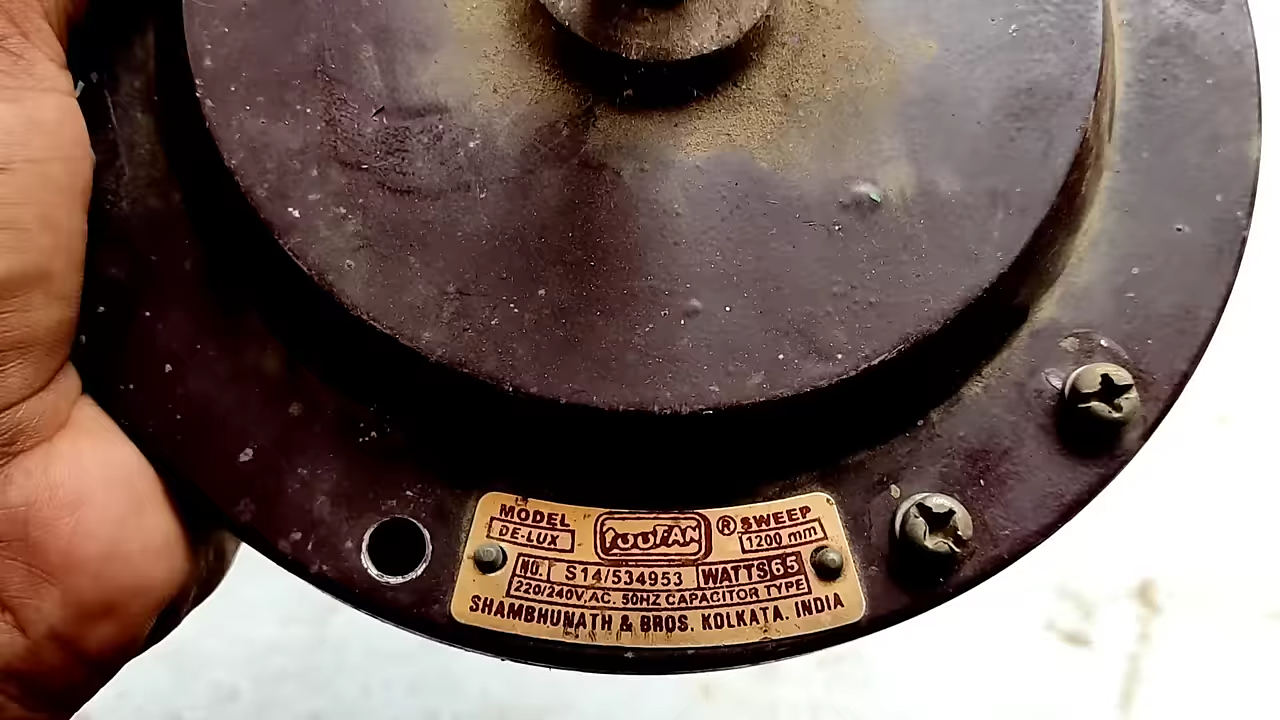 MODEL
DE-LUX
TOOFAN ®
SWEEP
1200 mm
NO. S14/534953 WATTS 65
220/240V, AC. 50HZ CAPACITOR TYPE
SHAMBHUNATH & BROS. KOLKATA. INDIA